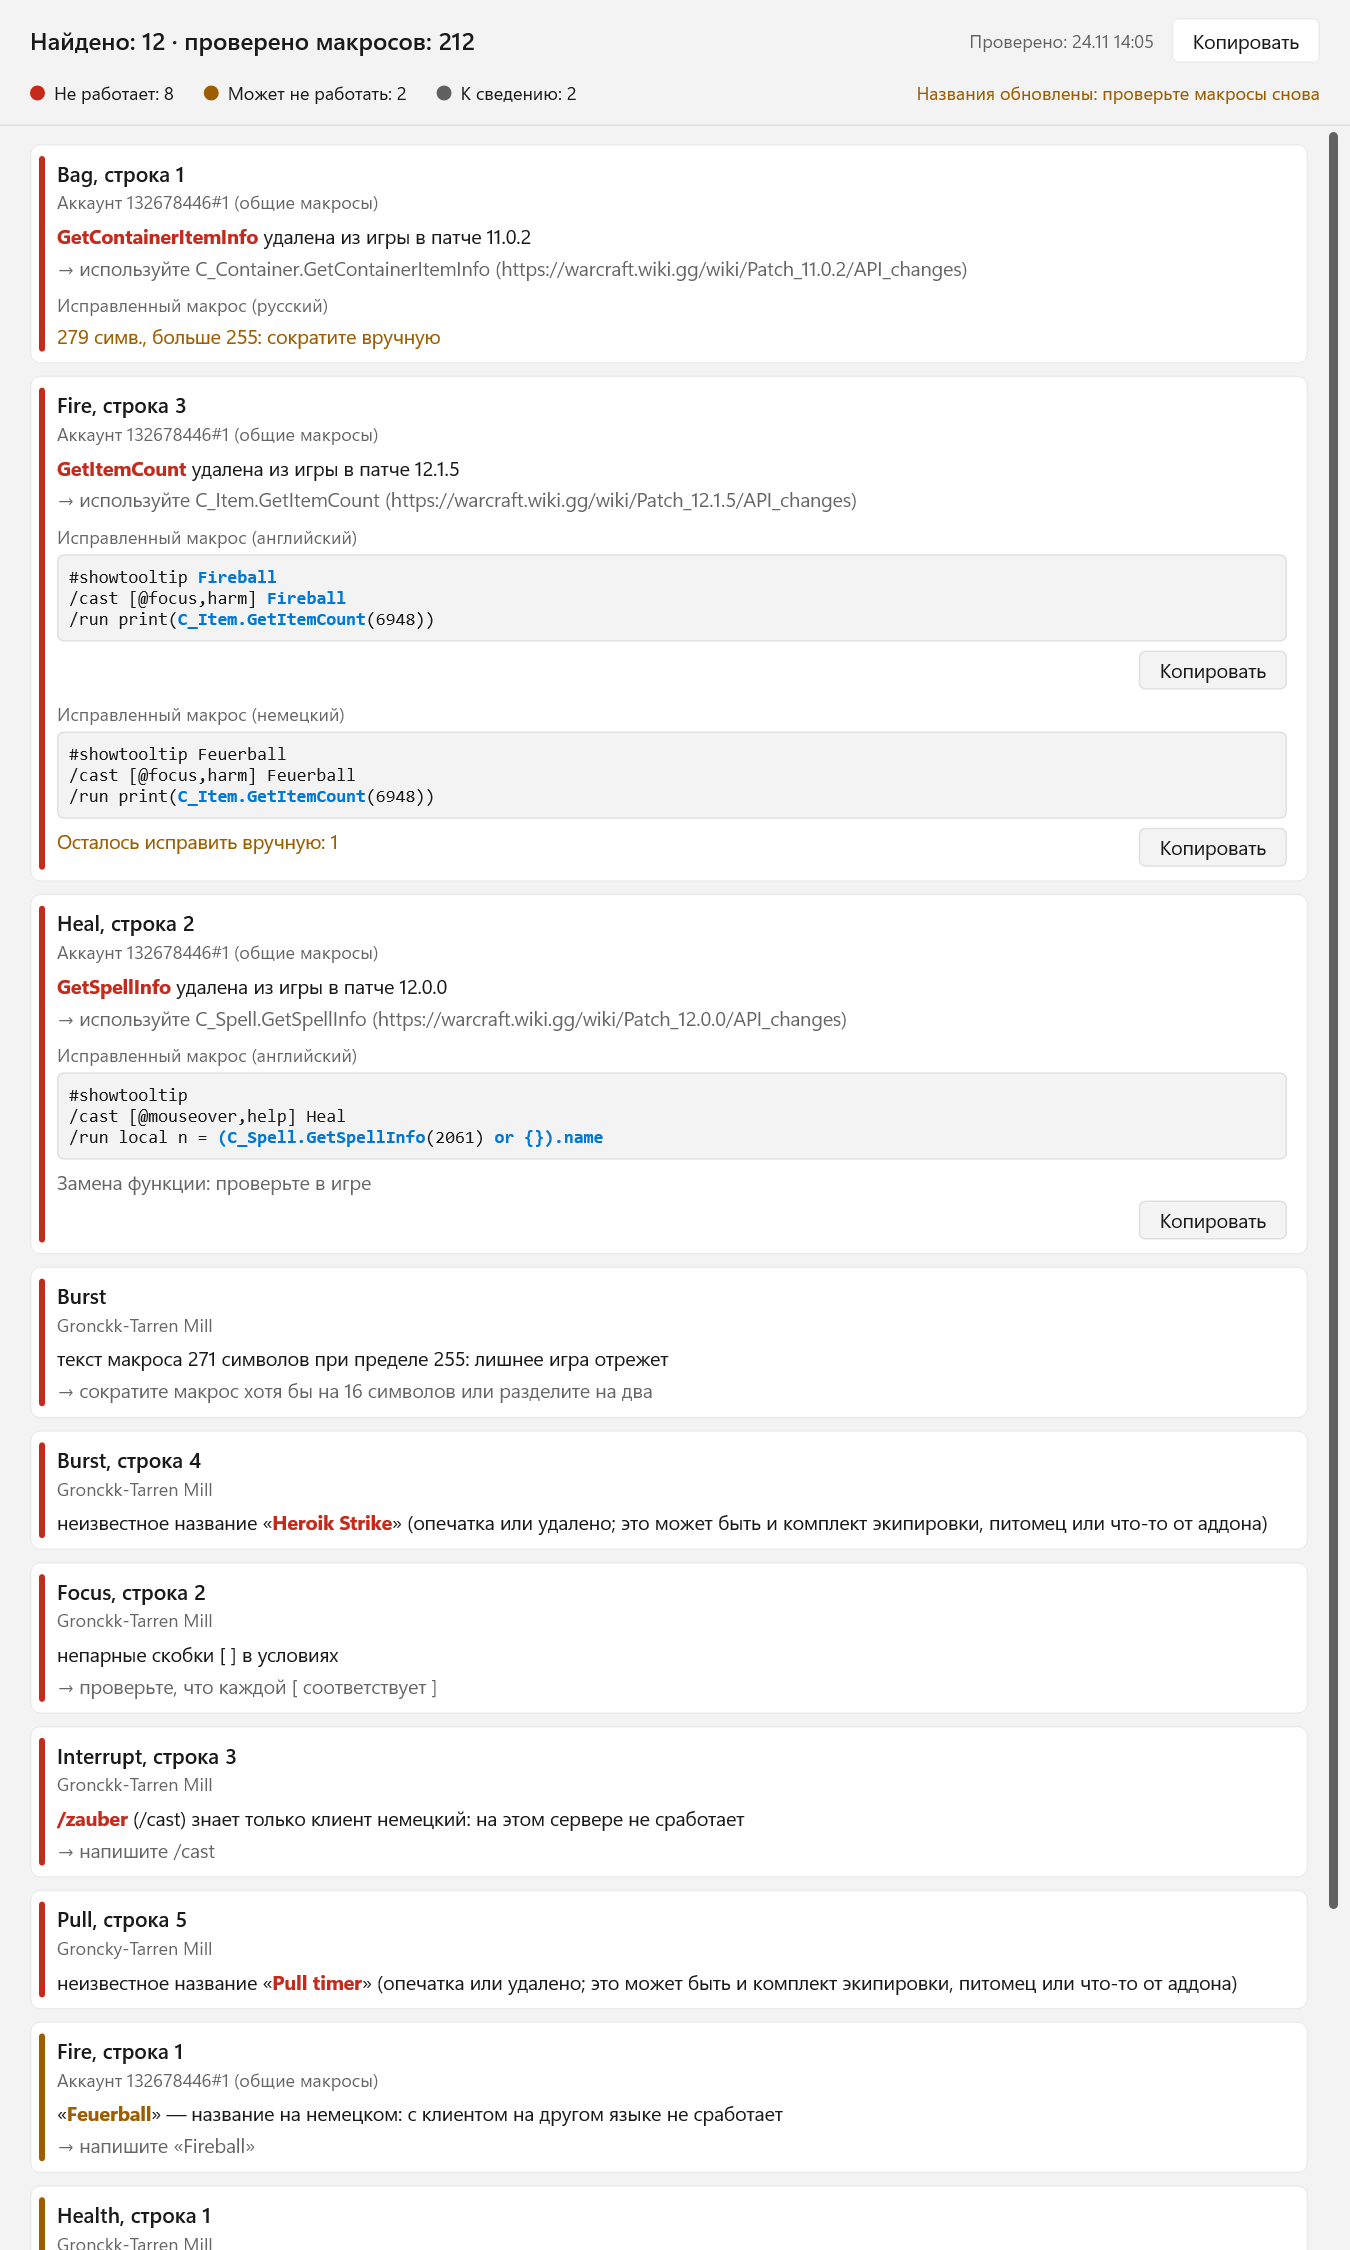 Найдено: 12 · проверено макросов: 212
Проверено: 24.11 14:05
Копировать
Не работает: 8
Может не работать: 2
К сведению: 2
Названия обновлены: проверьте макросы снова
Bag, строка 1
Аккаунт 132678446#1 (общие макросы)
GetContainerItemInfo удалена из игры в патче 11.0.2
→ используйте C_Container.GetContainerItemInfo (https://warcraft.wiki.gg/wiki/Patch_11.0.2/API_changes)
Исправленный макрос (русский)
279 симв., больше 255: сократите вручную
Fire, строка 3
Аккаунт 132678446#1 (общие макросы)
GetItemCount удалена из игры в патче 12.1.5
→ используйте C_Item.GetItemCount (https://warcraft.wiki.gg/wiki/Patch_12.1.5/API_changes)
Исправленный макрос (английский)
#showtooltip Fireball
/cast [@focus,harm] Fireball
/run print(C_Item.GetItemCount(6948))
Копировать
Исправленный макрос (немецкий)
#showtooltip Feuerball
/cast [@focus,harm] Feuerball
/run print(C_Item.GetItemCount(6948))
Осталось исправить вручную: 1
Копировать
Heal, строка 2
Аккаунт 132678446#1 (общие макросы)
GetSpellInfo удалена из игры в патче 12.0.0
→ используйте C_Spell.GetSpellInfo (https://warcraft.wiki.gg/wiki/Patch_12.0.0/API_changes)
Исправленный макрос (английский)
#showtooltip
/cast [@mouseover,help] Heal
/run local n = (C_Spell.GetSpellInfo(2061) or {}).name
Замена функции: проверьте в игре
Копировать
Burst
Gronckk-Tarren Mill
текст макроса 271 символов при пределе 255: лишнее игра отрежет
→ сократите макрос хотя бы на 16 символов или разделите на два
Burst, строка 4
Gronckk-Tarren Mill
неизвестное название «Heroik Strike» (опечатка или удалено; это может быть и комплект экипировки, питомец или что-то от аддона)
Focus, строка 2
Gronckk-Tarren Mill
непарные скобки [ ] в условиях
→ проверьте, что каждой [ соответствует ]
Interrupt, строка 3
Gronckk-Tarren Mill
/zauber (/cast) знает только клиент немецкий: на этом сервере не сработает
→ напишите /cast
Pull, строка 5
Groncky-Tarren Mill
неизвестное название «Pull timer» (опечатка или удалено; это может быть и комплект экипировки, питомец или что-то от аддона)
Fire, строка 1
Аккаунт 132678446#1 (общие макросы)
«Feuerball» — название на немецком: с клиентом на другом языке не сработает
→ напишите «Fireball»
Health, строка 1
Gronckk-Tarren Mill